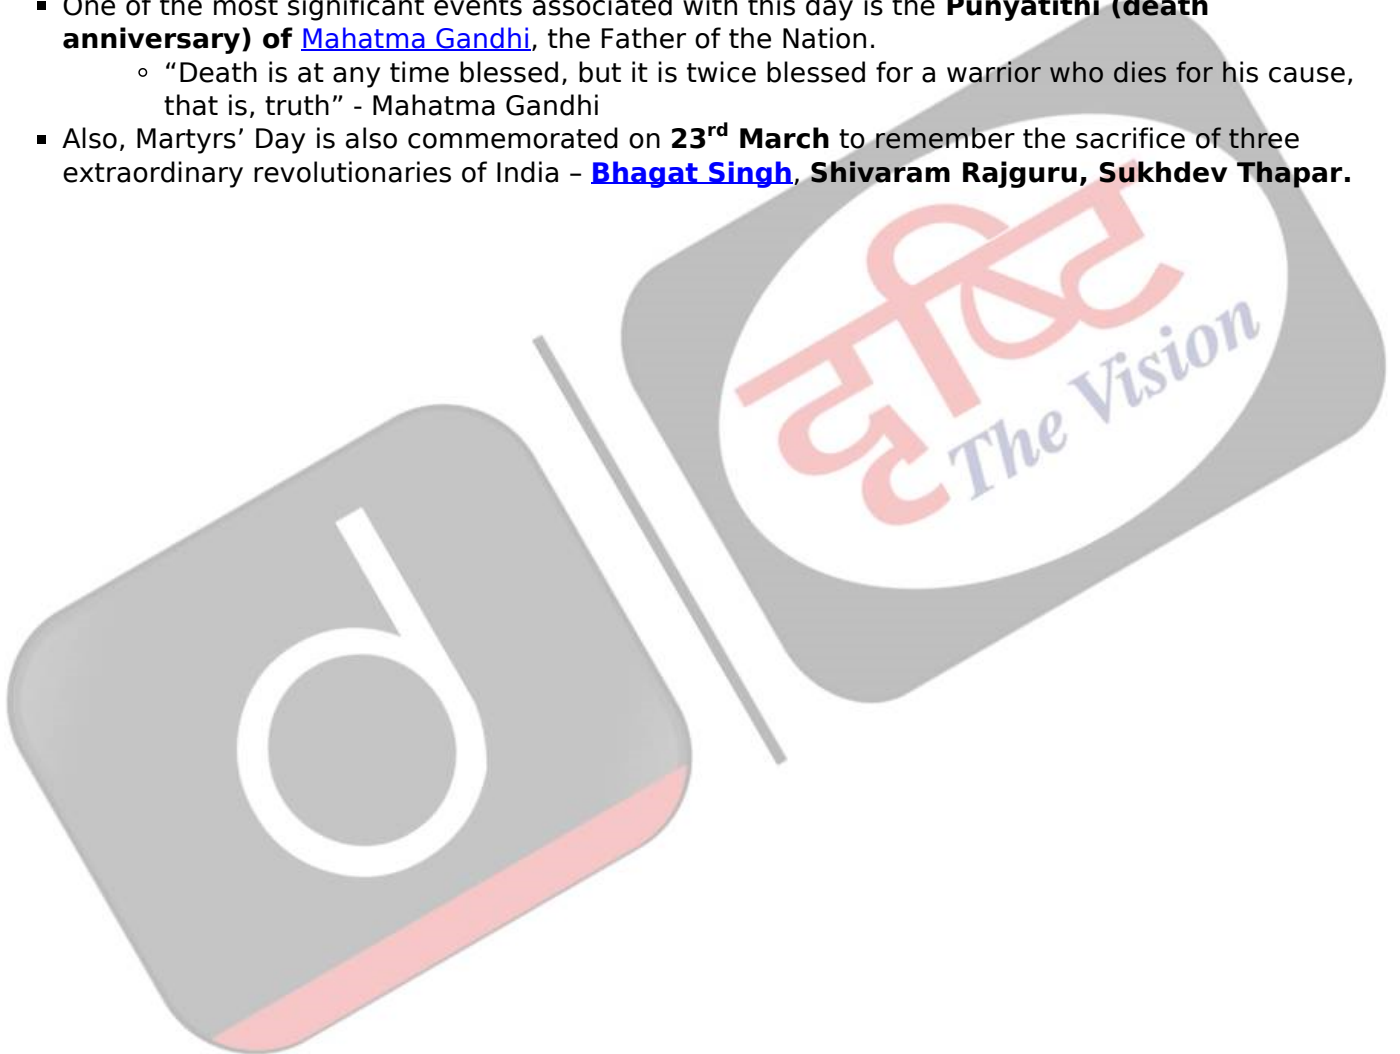 ▪ One of the most significant events associated with this day is the Punyatithi (death
anniversary) of Mahatma Gandhi, the Father of the Nation.
◦ “Death is at any time blessed, but it is twice blessed for a warrior who dies for his cause,
that is, truth” - Mahatma Gandhi
▪ Also, Martyrs’ Day is also commemorated on 23rd March to remember the sacrifice of three
extraordinary revolutionaries of India – Bhagat Singh, Shivaram Rajguru, Sukhdev Thapar.
दृष्टि
The Vision
d